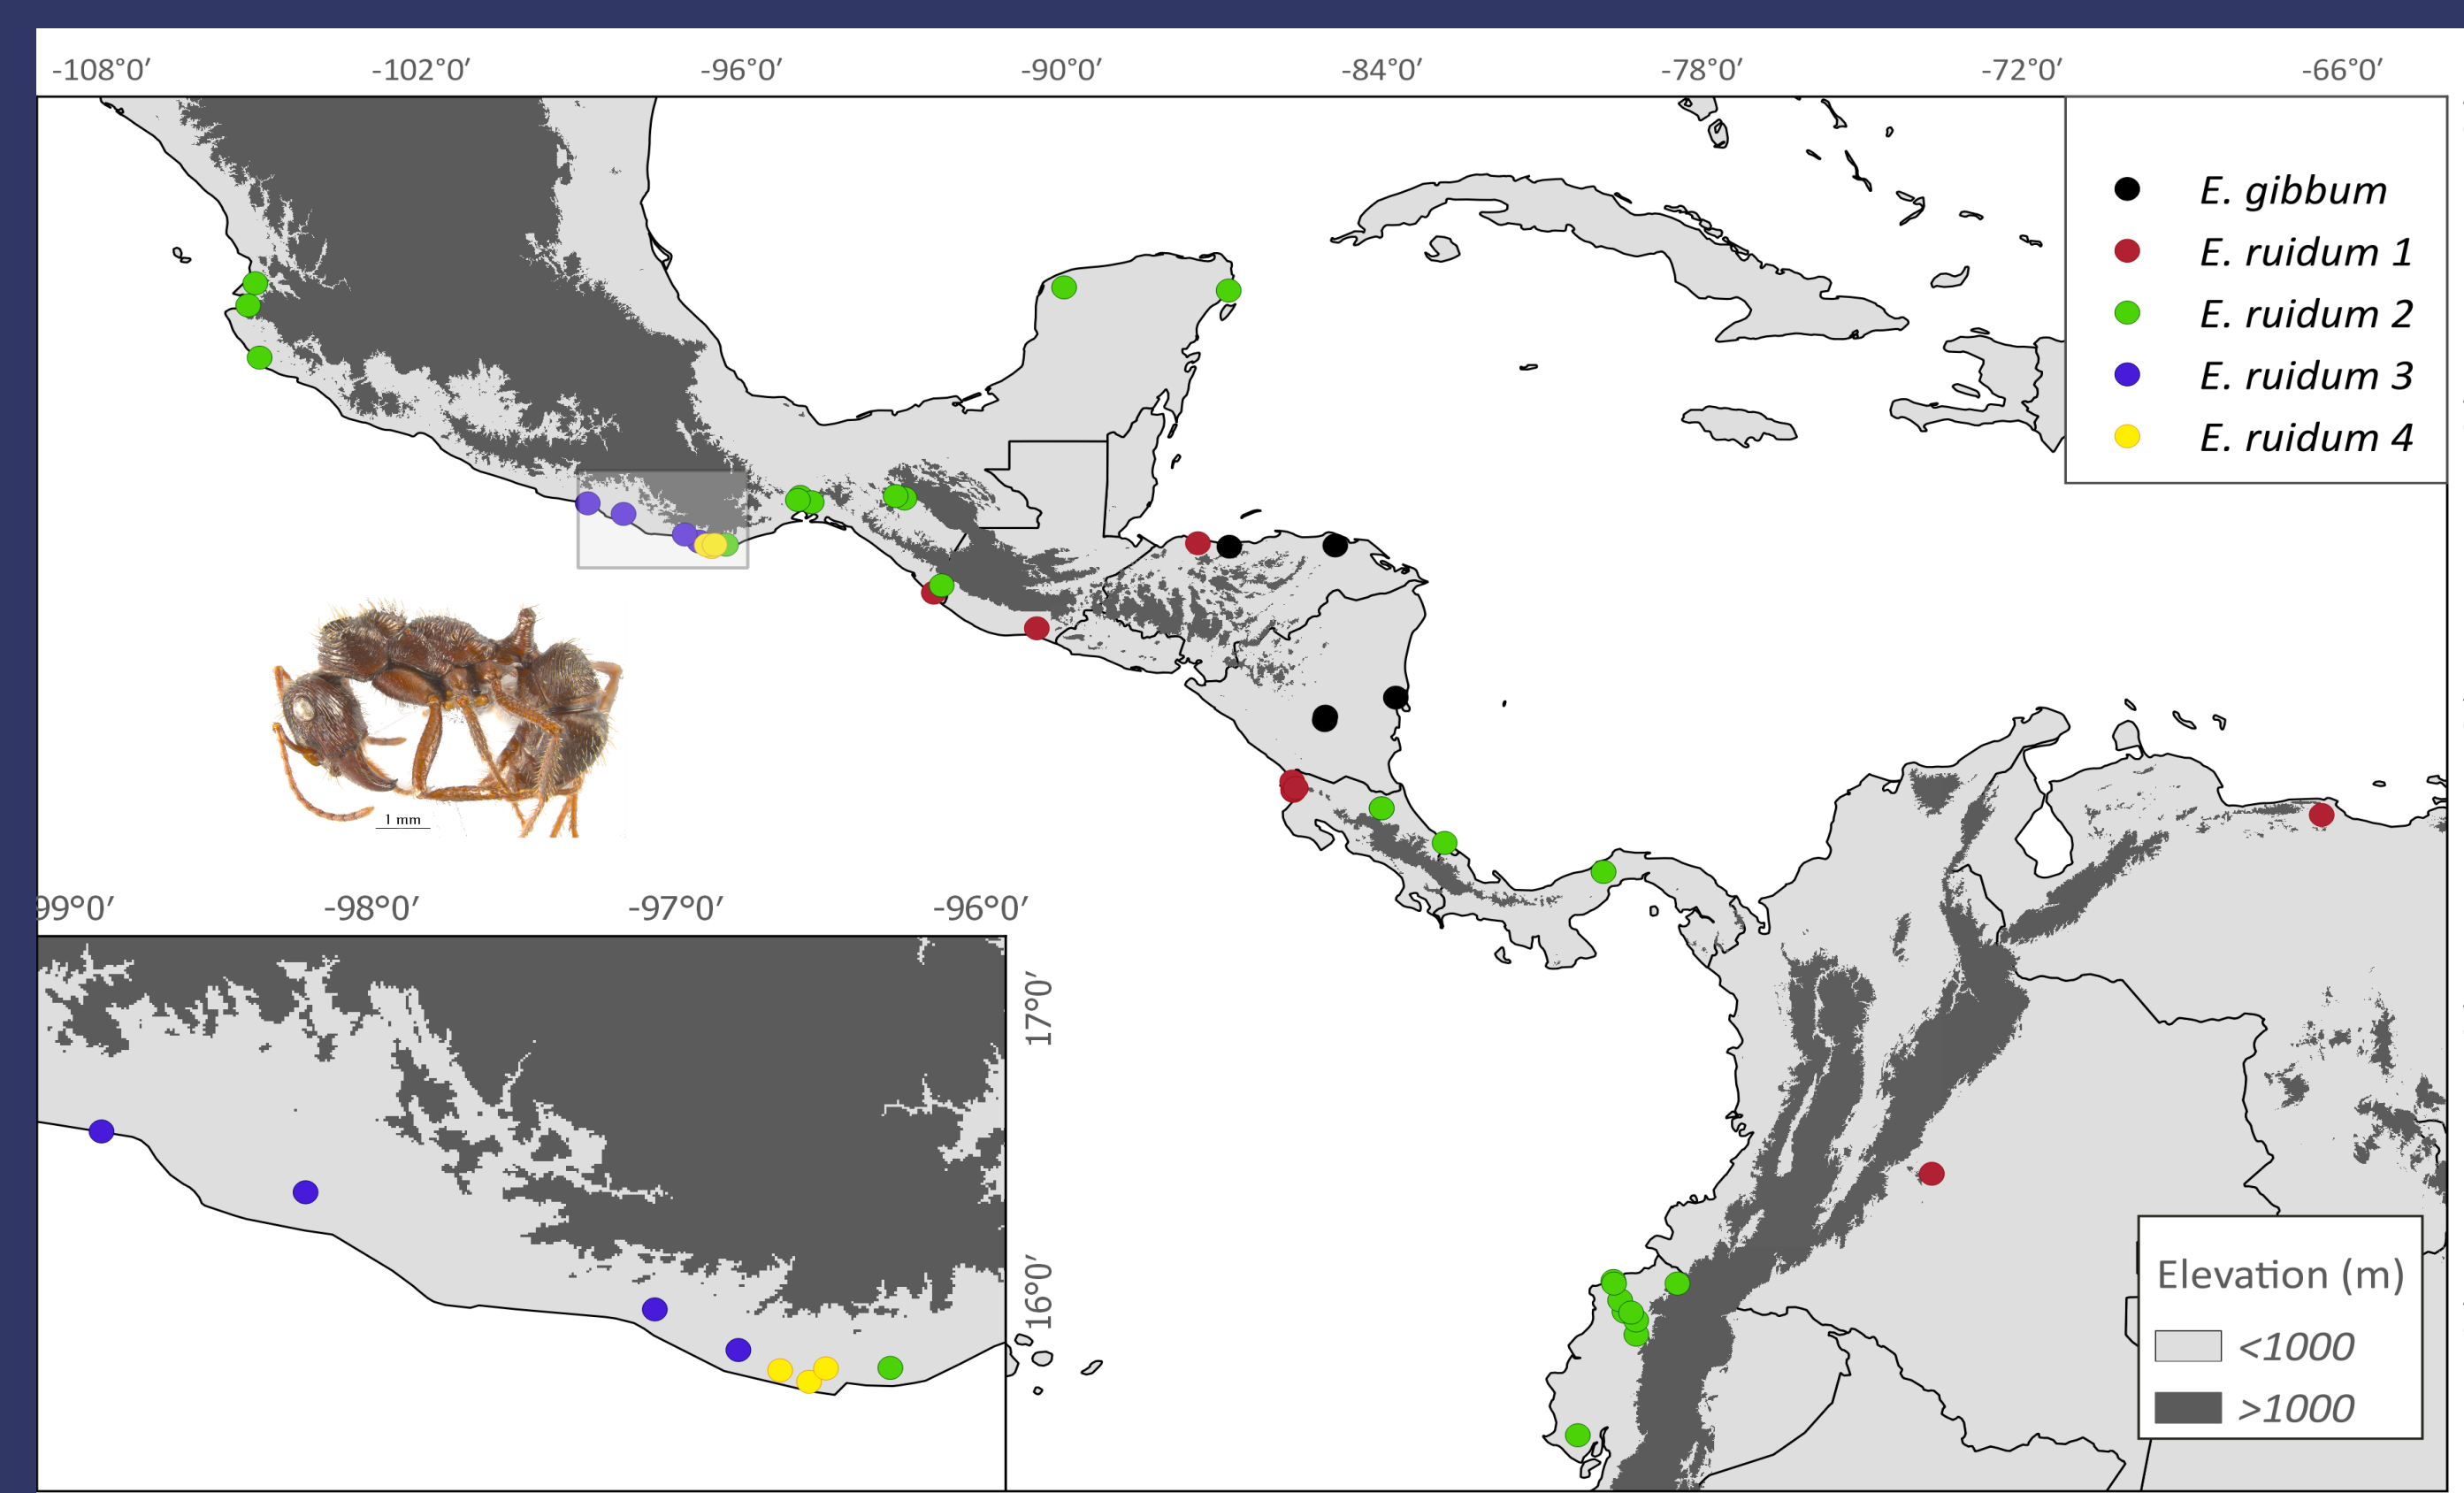 -108°0′ -102°0′ -96°0′ -90°0′ -84°0′ -78°0′ -72°0′ -66°0′
E. gibbum
E. ruidum 1
E. ruidum 2
E. ruidum 3
E. ruidum 4
1 mm
99°0′ -98°0′ -97°0′ -96°0′
17°0′
16°0′
Elevation (m)
<1000
>1000